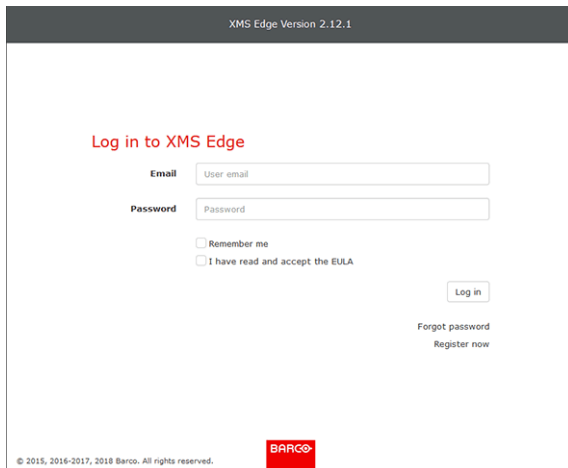 XMS Edge Version 2.12.1
Log in to XMS Edge
Email User email
Password Password
Remember me
I have read and accept the EULA
Log in
Forgot password
Register now
BARCO
© 2015, 2016-2017, 2018 Barco. All rights reserved.